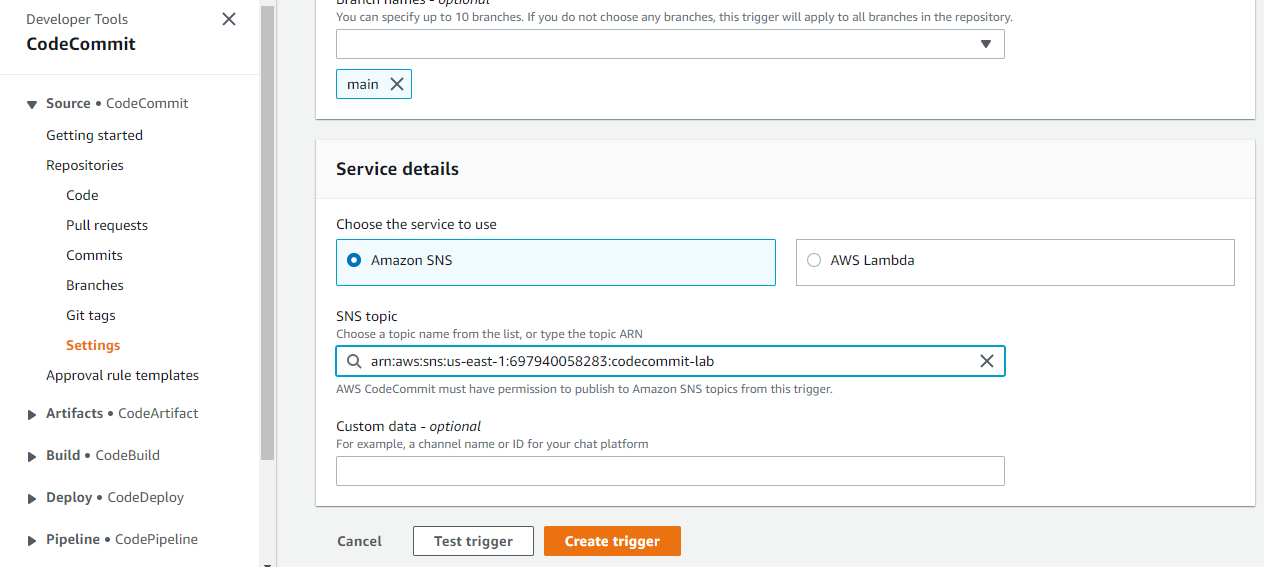 Developer Tools
CodeCommit
Source • CodeCommit
Getting started
Repositories
Code
Pull requests
Commits
Branches
Git tags
Settings
Approval rule templates
Artifacts • CodeArtifact
Build • CodeBuild
Deploy • CodeDeploy
Pipeline • CodePipeline
Branch names - optional
You can specify up to 10 branches. If you do not choose any branches, this trigger will apply to all branches in the repository.
main
Service details
Choose the service to use
Amazon SNS
AWS Lambda
SNS topic
Choose a topic name from the list, or type the topic ARN
arn:aws:sns:us-east-1:697940058283:codecommit-lab
AWS CodeCommit must have permission to publish to Amazon SNS topics from this trigger.
Custom data - optional
For example, a channel name or ID for your chat platform
Cancel
Test trigger
Create trigger